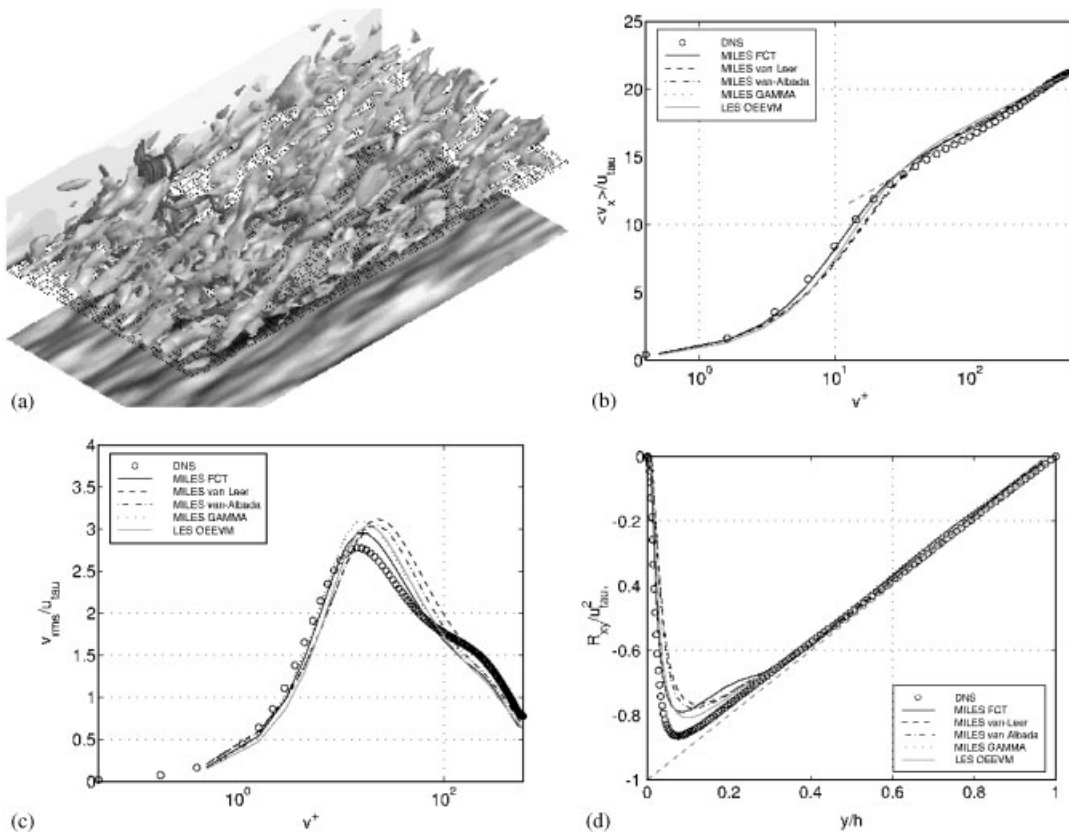 (a)
25
20
15
10
5
0
<v_x>/u_tau
DNS
MILES FCT
MILES van Leer
MILES van-Albada
MILES GAMMA
LES OEEVM
10^0 10^1 10^2
v^+
(b)
4
3.5
3
2.5
2
1.5
1
0.5
0
v_rms/u_tau
DNS
MILES FCT
MILES van Leer
MILES van-Albada
MILES GAMMA
LES OEEVM
10^0 10^2
v^+
(c)
0
-0.2
-0.4
-0.6
-0.8
-1
R_xy/u^2_tau,
DNS
MILES FCT
MILES van-Leer
MILES van Albada
MILES GAMMA
LES OEEVM
0 0.2 0.4 0.6 0.8 1
y/h
(d)